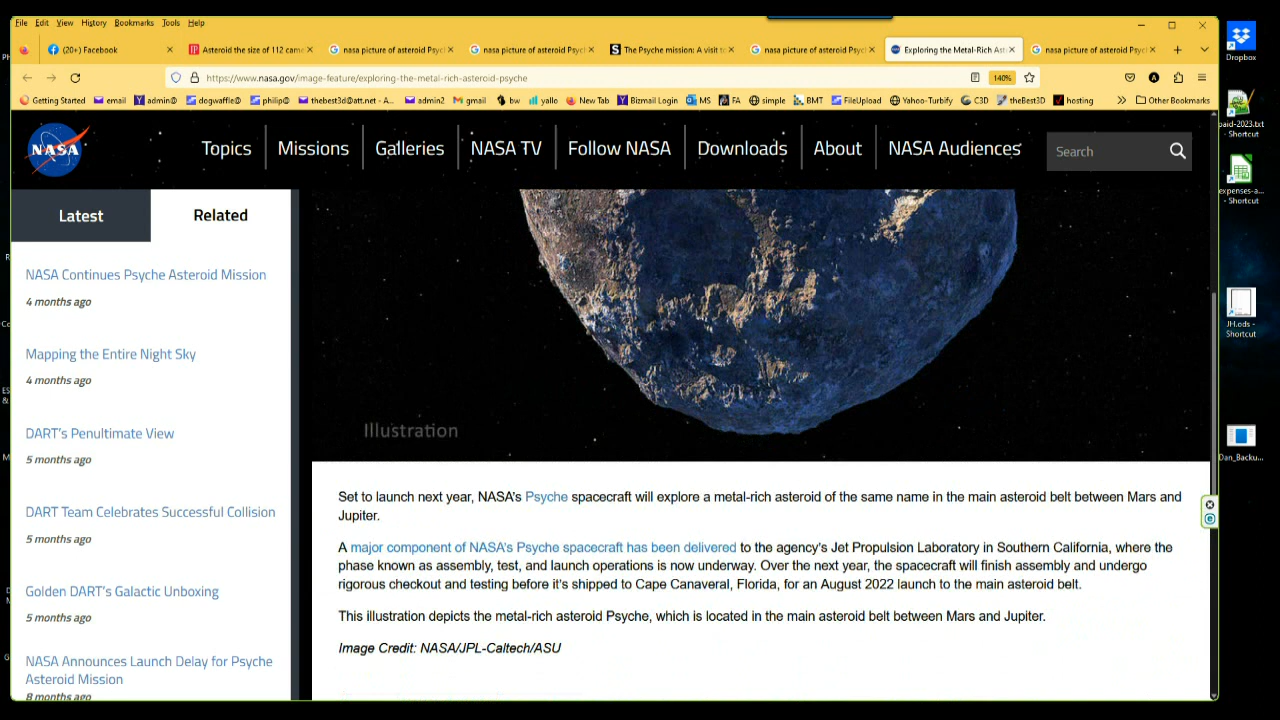 File Edit View History Bookmarks Tools Help
(20+) Facebook
Asteroid the size of 112 came
nasa picture of asteroid Psyc
nasa picture of asteroid Psyc
The Psyche mission: A visit to
nasa picture of asteroid Psyc
Exploring the Metal-Rich Ast
nasa picture of asteroid Psyc
https://www.nasa.gov/image-feature/exploring-the-metal-rich-asteroid-psyche
140%
Getting Started email admin@ dogwaffle@ philip@ thebest3d@att.net - A... admin2 gmail bw yallo New Tab Bizmail Login MS FA simple BMT FileUpload Yahoo-Turbify C3D theBest3D hosting Other Bookmarks
NASA
Topics Missions Galleries NASA TV Follow NASA Downloads About NASA Audiences
Search
Latest Related
NASA Continues Psyche Asteroid Mission
4 months ago
Mapping the Entire Night Sky
4 months ago
DART's Penultimate View
5 months ago
DART Team Celebrates Successful Collision
5 months ago
Golden DART's Galactic Unboxing
5 months ago
NASA Announces Launch Delay for Psyche
Asteroid Mission
8 months ago
Illustration
Set to launch next year, NASA's Psyche spacecraft will explore a metal-rich asteroid of the same name in the main asteroid belt between Mars and
Jupiter.
A major component of NASA's Psyche spacecraft has been delivered to the agency's Jet Propulsion Laboratory in Southern California, where the
phase known as assembly, test, and launch operations is now underway. Over the next year, the spacecraft will finish assembly and undergo
rigorous checkout and testing before it's shipped to Cape Canaveral, Florida, for an August 2022 launch to the main asteroid belt.
This illustration depicts the metal-rich asteroid Psyche, which is located in the main asteroid belt between Mars and Jupiter.
Image Credit: NASA/JPL-Caltech/ASU
Dropbox
paid-2023.txt
- Shortcut
expenses-a...
- Shortcut
JH.ods -
Shortcut
Dan_Backu...